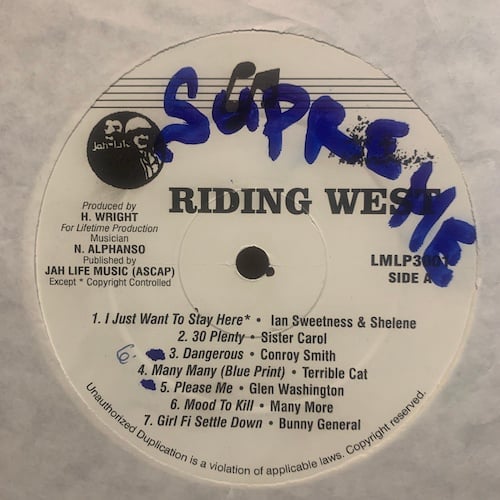 SUPREME
Jah-Life
RIDING WEST
Produced by
H. WRIGHT
For Lifetime Production
Musician
N. ALPHANSO
Published by
JAH LIFE MUSIC (ASCAP)
Except * Copyright Controlled
SIDE A
1. I Just Want To Stay Here* • Ian Sweetness & Shelene
2. 30 Plenty • Sister Carol
6. 3. Dangerous • Conroy Smith
4. Many Many (Blue Print) • Terrible Cat
5. Please Me • Glen Washington
6. Mood To Kill • Many More
7. Girl Fi Settle Down • Bunny General
Unauthorized Duplication is a violation of applicable laws. Copyright reserved.